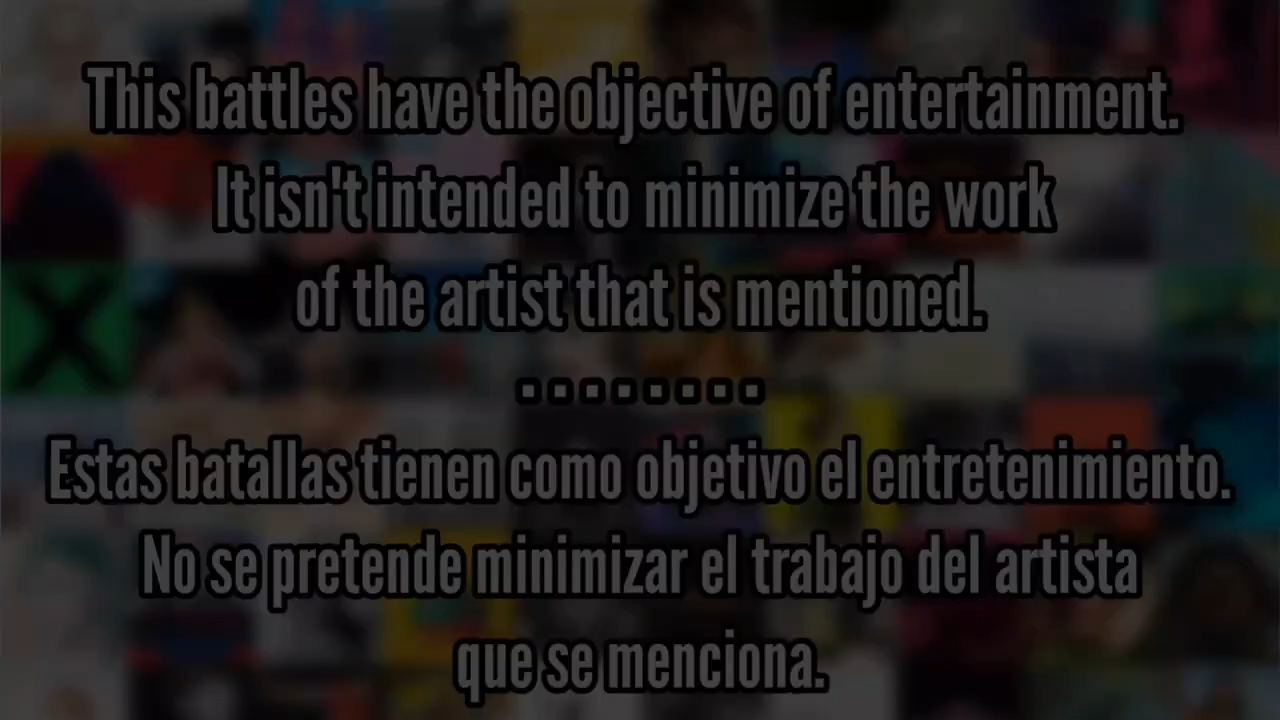 This battles have the objective of entertainment.
It isn't intended to minimize the work
of the artist that is mentioned.
........
Estas batallas tienen como objetivo el entretenimiento.
No se pretende minimizar el trabajo del artista
que se menciona.